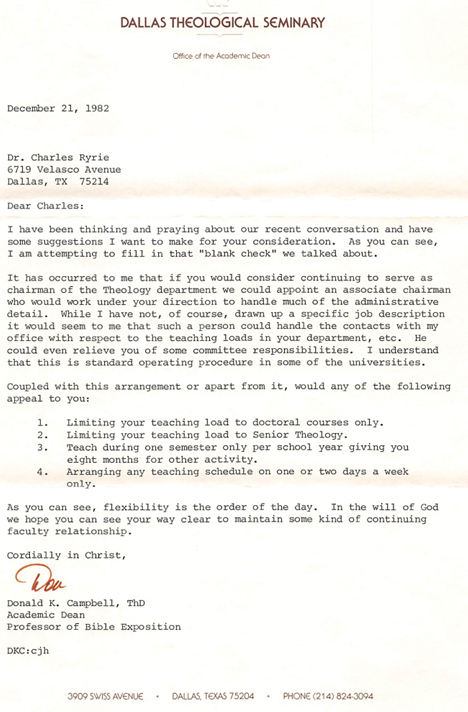 DALLAS THEOLOGICAL SEMINARY
Office of the Academic Dean
December 21, 1982
Dr. Charles Ryrie
6719 Velasco Avenue
Dallas, TX  75214
Dear Charles:
I have been thinking and praying about our recent conversation and have
some suggestions I want to make for your consideration.  As you can see,
I am attempting to fill in that "blank check" we talked about.
It has occurred to me that if you would consider continuing to serve as
chairman of the Theology department we could appoint an associate chairman
who would work under your direction to handle much of the administrative
detail.  While I have not, of course, drawn up a specific job description
it would seem to me that such a person could handle the contacts with my
office with respect to the teaching loads in your department, etc.  He
could even relieve you of some committee responsibilities.  I understand
that this is standard operating procedure in some of the universities.
Coupled with this arrangement or apart from it, would any of the following
appeal to you:
1.  Limiting your teaching load to doctoral courses only.
2.  Limiting your teaching load to Senior Theology.
3.  Teach during one semester only per school year giving you
eight months for other activity.
4.  Arranging any teaching schedule on one or two days a week
only.
As you can see, flexibility is the order of the day.  In the will of God
we hope you can see your way clear to maintain some kind of continuing
faculty relationship.
Cordially in Christ,
Don
Donald K. Campbell, ThD
Academic Dean
Professor of Bible Exposition
DKC:cjh
3909 SWISS AVENUE • DALLAS, TEXAS 75204 • PHONE (214) 824-3094